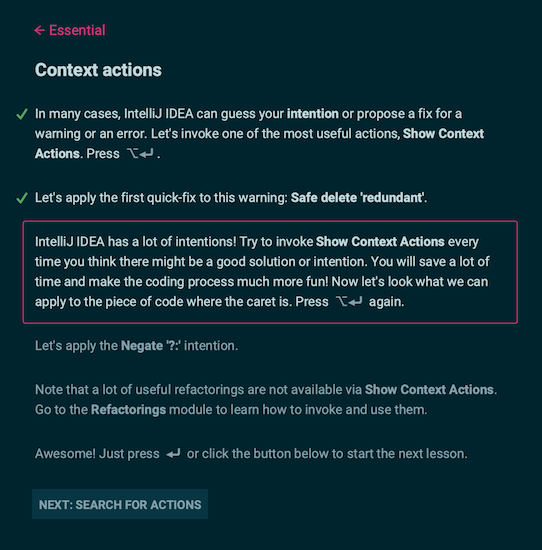 ← Essential
Context actions
In many cases, IntelliJ IDEA can guess your intention or propose a fix for a
warning or an error. Let's invoke one of the most useful actions, Show Context
Actions. Press ⌥↩.
Let's apply the first quick-fix to this warning: Safe delete 'redundant'.
IntelliJ IDEA has a lot of intentions! Try to invoke Show Context Actions every
time you think there might be a good solution or intention. You will save a lot of
time and make the coding process much more fun! Now let's look what we can
apply to the piece of code where the caret is. Press ⌥↩ again.
Let's apply the Negate '?:' intention.
Note that a lot of useful refactorings are not available via Show Context Actions.
Go to the Refactorings module to learn how to invoke and use them.
Awesome! Just press ↩ or click the button below to start the next lesson.
NEXT: SEARCH FOR ACTIONS